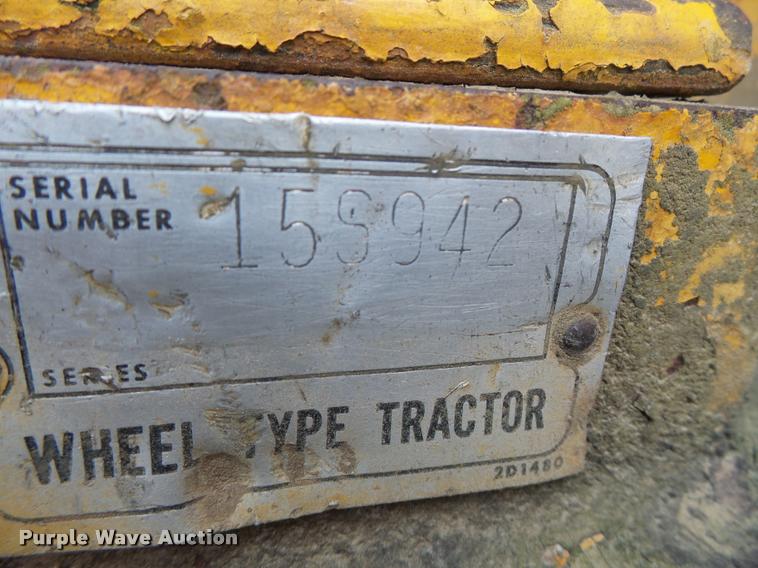 SERIAL
NUMBER 15S942
SERIES
WHEEL TYPE TRACTOR
2D1480
Purple Wave Auction